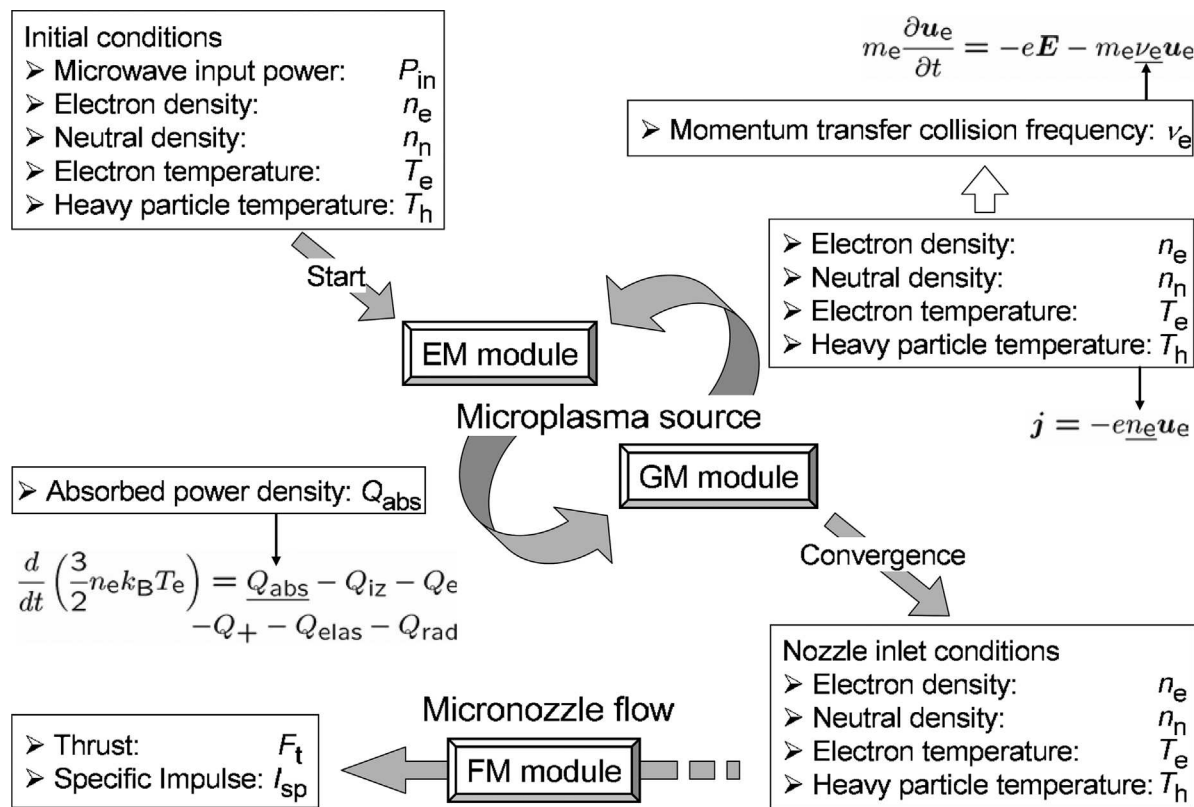 Initial conditions
➢ Microwave input power: P_in
➢ Electron density: n_e
➢ Neutral density: n_n
➢ Electron temperature: T_e
➢ Heavy particle temperature: T_h
m_e ∂u_e/∂t = −eE − m_e ν_e u_e
➢ Momentum transfer collision frequency: ν_e
➢ Electron density: n_e
➢ Neutral density: n_n
➢ Electron temperature: T_e
➢ Heavy particle temperature: T_h
j = −e n_e u_e
Start
EM module
Microplasma source
GM module
Convergence
➢ Absorbed power density: Q_abs
d/dt (3/2 n_e k_B T_e) = Q_abs − Q_iz − Q_e
−Q_+ − Q_elas − Q_rad
Nozzle inlet conditions
➢ Electron density: n_e
➢ Neutral density: n_n
➢ Electron temperature: T_e
➢ Heavy particle temperature: T_h
Micronozzle flow
FM module
➢ Thrust: F_t
➢ Specific Impulse: I_sp